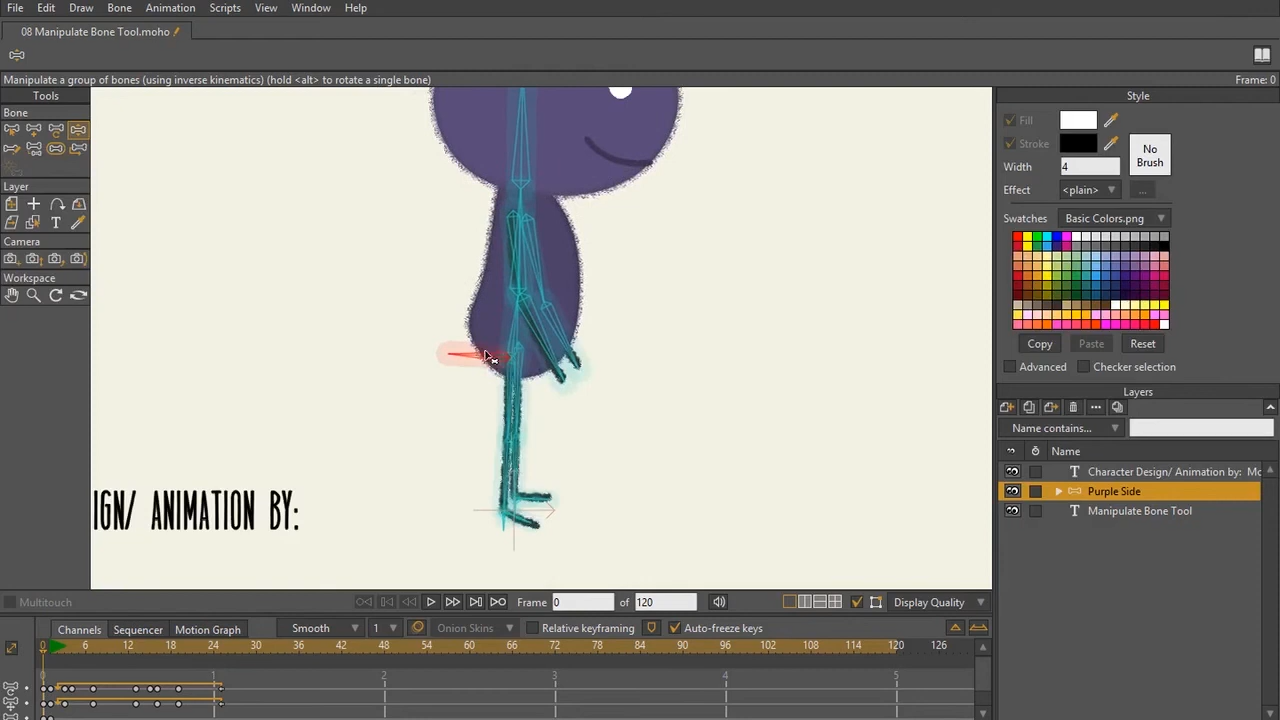 File Edit Draw Bone Animation Scripts View Window Help
08 Manipulate Bone Tool.moho
Manipulate a group of bones (using inverse kinematics) (hold <alt> to rotate a single bone) Frame: 0
Tools
Bone
Layer
Camera
Workspace
Style
Fill
Stroke
No
Brush
Width 4
Effect <plain> ...
Swatches Basic Colors.png
Copy Paste Reset
Advanced Checker selection
Layers
Name contains...
Name
Character Design/ Animation by: Mo
Purple Side
Manipulate Bone Tool
IGN/ ANIMATION BY:
Multitouch Frame 0 of 120 Display Quality
Channels Sequencer Motion Graph Smooth 1 Onion Skins Relative keyframing Auto-freeze keys
0 6 12 18 24 30 36 42 48 54 60 66 72 78 84 90 96 102 108 114 120 126
0 1 2 3 4 5